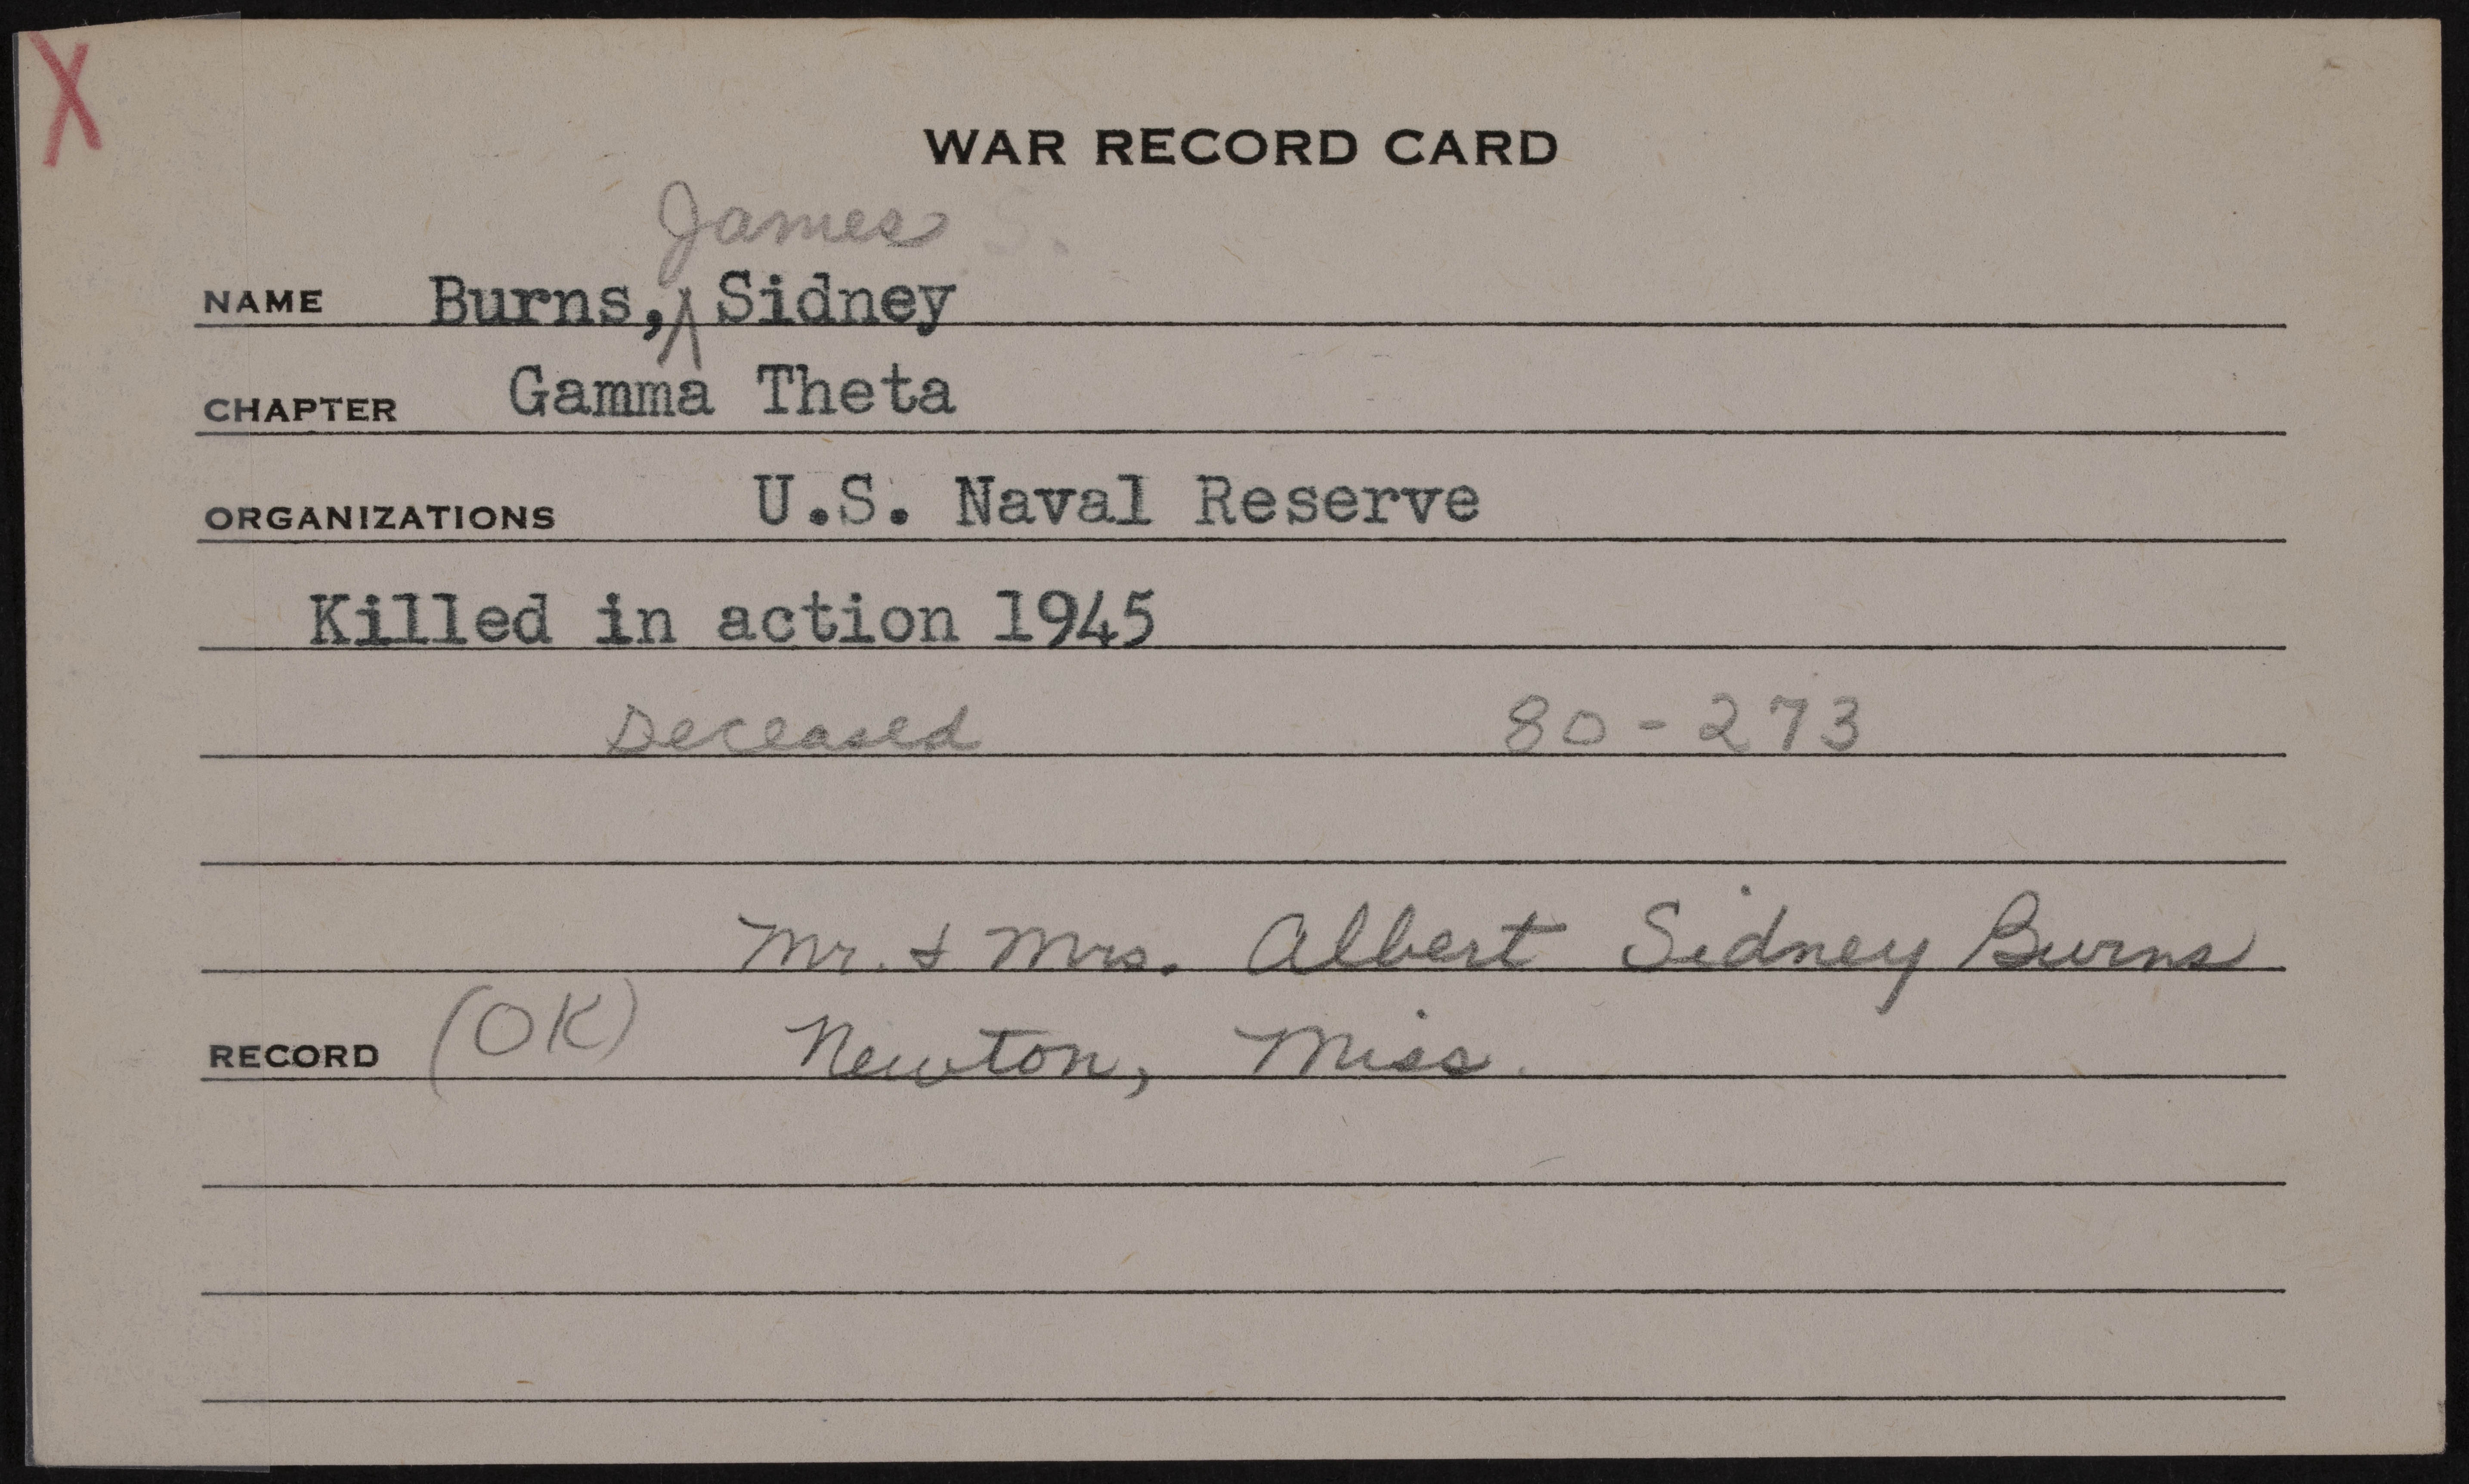 X
WAR RECORD CARD
James S.
NAME Burns, ^ Sidney
CHAPTER Gamma Theta
ORGANIZATIONS U.S. Naval Reserve
Killed in action 1945
Deceased 80-273
Mr. & Mrs. Albert Sidney Burns
RECORD (OK) Newton, Miss.